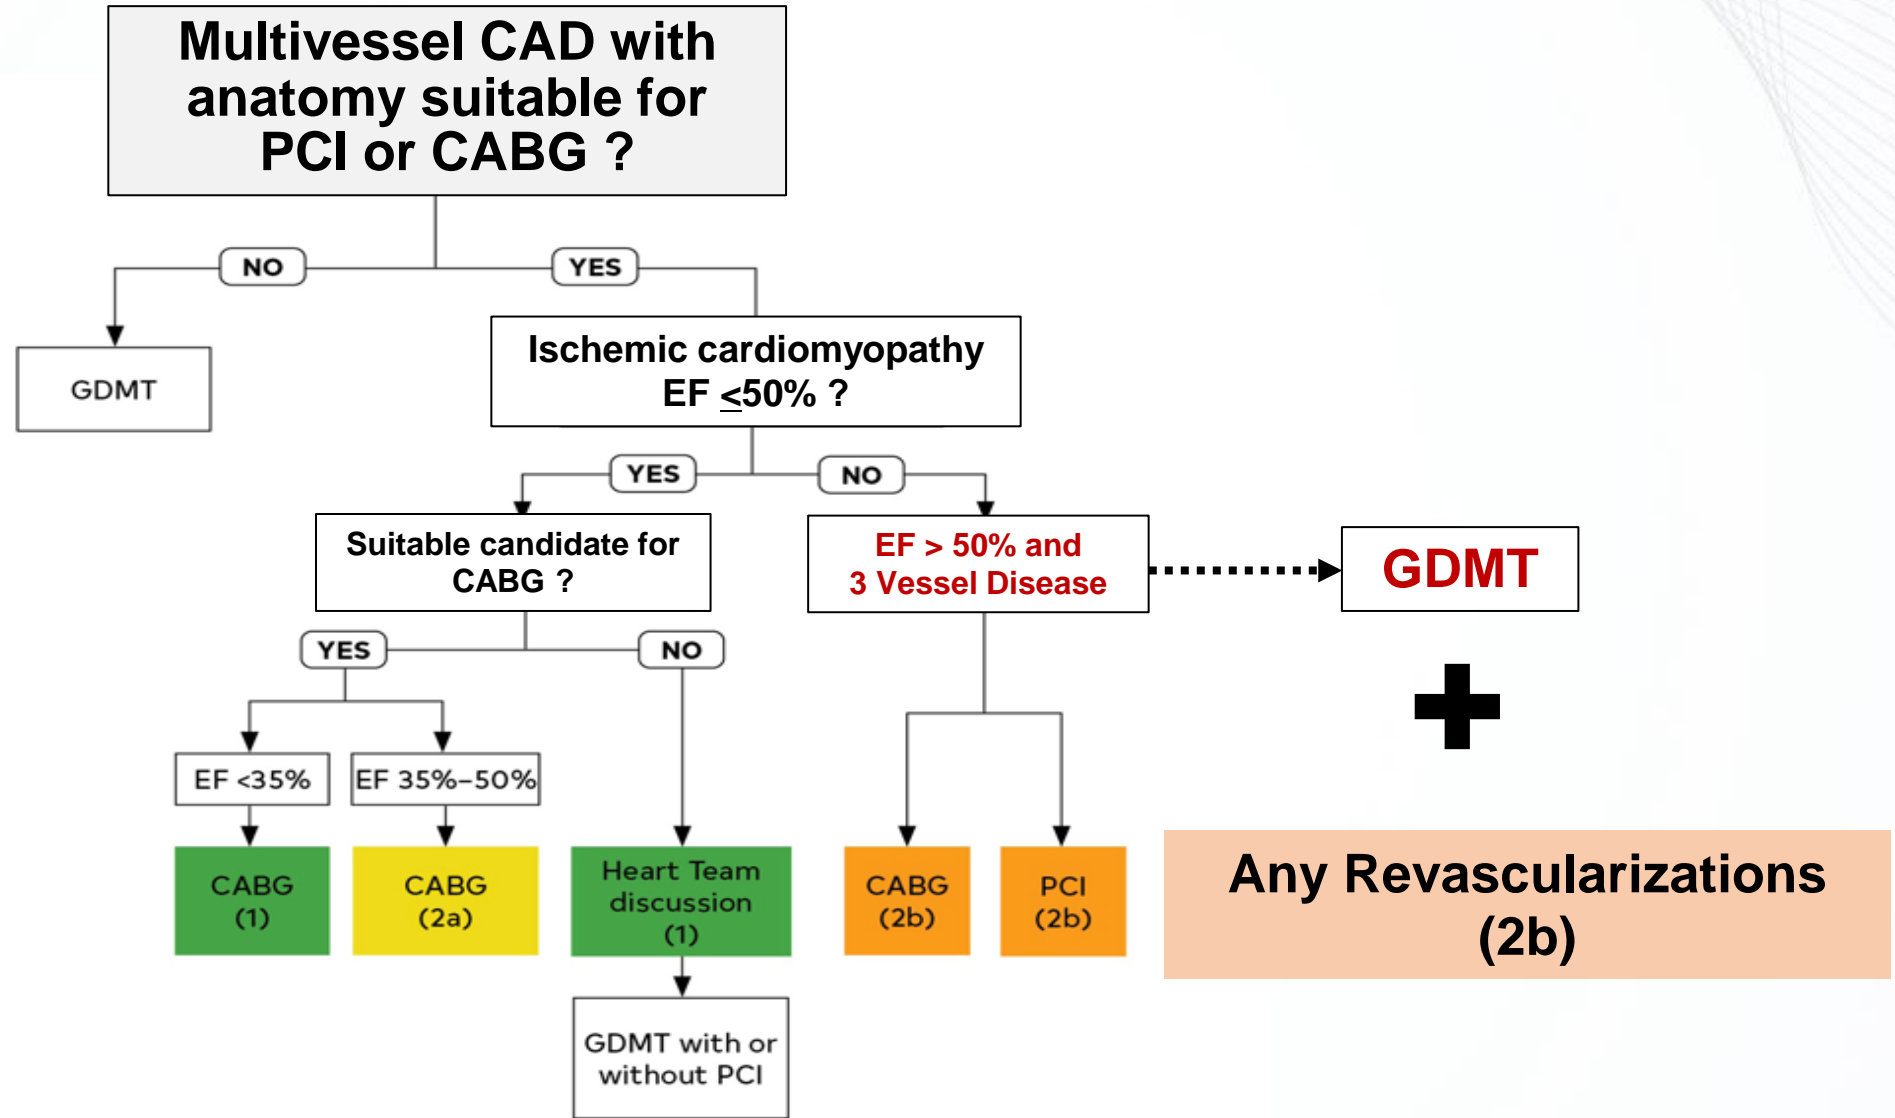 Multivessel CAD with
anatomy suitable for
PCI or CABG ?
NO
YES
GDMT
Ischemic cardiomyopathy
EF ≤50% ?
YES
NO
Suitable candidate for
CABG ?
EF > 50% and
3 Vessel Disease
GDMT
YES
NO
EF <35%
EF 35%–50%
CABG
(1)
CABG
(2a)
Heart Team
discussion
(1)
CABG
(2b)
PCI
(2b)
Any Revascularizations
(2b)
GDMT with or
without PCI